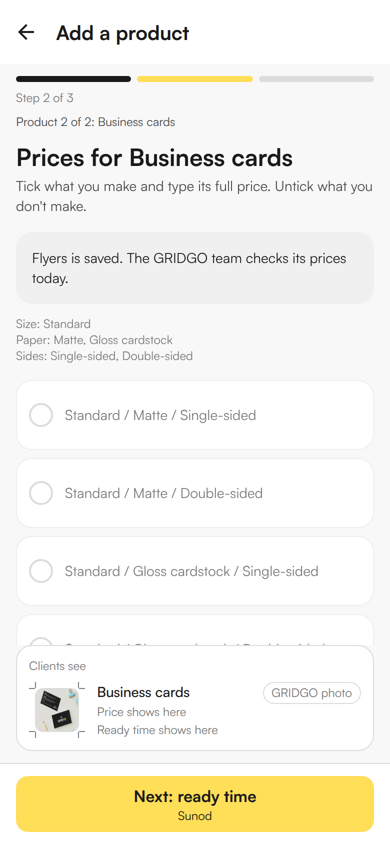 Add a product
Step 2 of 3
Product 2 of 2: Business cards
Prices for Business cards
Tick what you make and type its full price. Untick what you
don't make.
Flyers is saved. The GRIDGO team checks its prices
today.
Size: Standard
Paper: Matte, Gloss cardstock
Sides: Single-sided, Double-sided
Standard / Matte / Single-sided
Standard / Matte / Double-sided
Standard / Gloss cardstock / Single-sided
Clients see
Business cards
GRIDGO photo
Price shows here
Ready time shows here
Next: ready time
Sunod